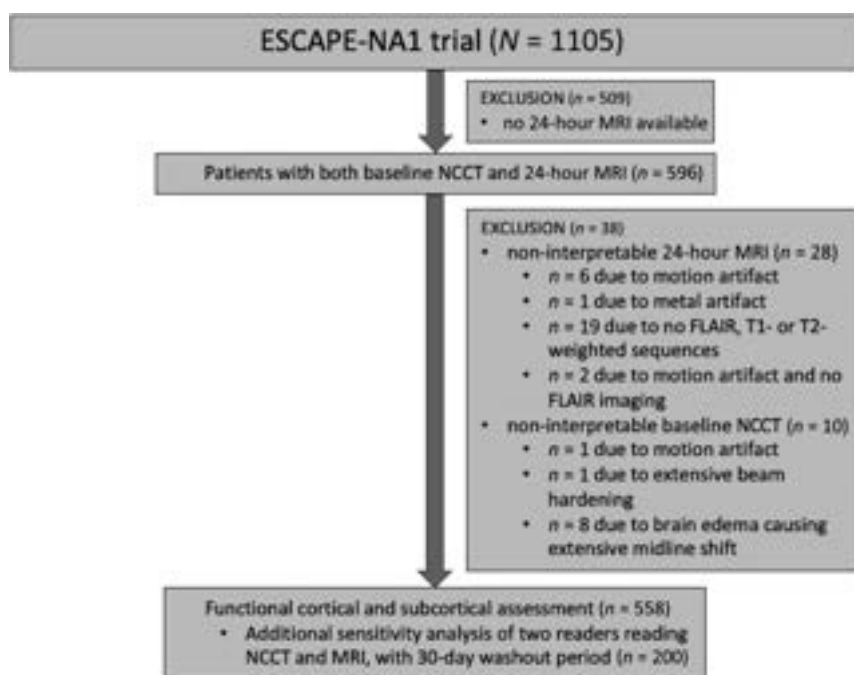 ESCAPE-NA1 trial (N = 1105)
EXCLUSION (n = 509)
• no 24-hour MRI available
Patients with both baseline NCCT and 24-hour MRI (n = 596)
EXCLUSION (n = 38)
• non-interpretable 24-hour MRI (n = 28)
• n = 6 due to motion artifact
• n = 1 due to metal artifact
• n = 19 due to no FLAIR, T1- or T2-
weighted sequences
• n = 2 due to motion artifact and no
FLAIR imaging
• non-interpretable baseline NCCT (n = 10)
• n = 1 due to motion artifact
• n = 1 due to extensive beam
hardening
• n = 8 due to brain edema causing
extensive midline shift
Functional cortical and subcortical assessment (n = 558)
• Additional sensitivity analysis of two readers reading
NCCT and MRI, with 30-day washout period (n = 200)